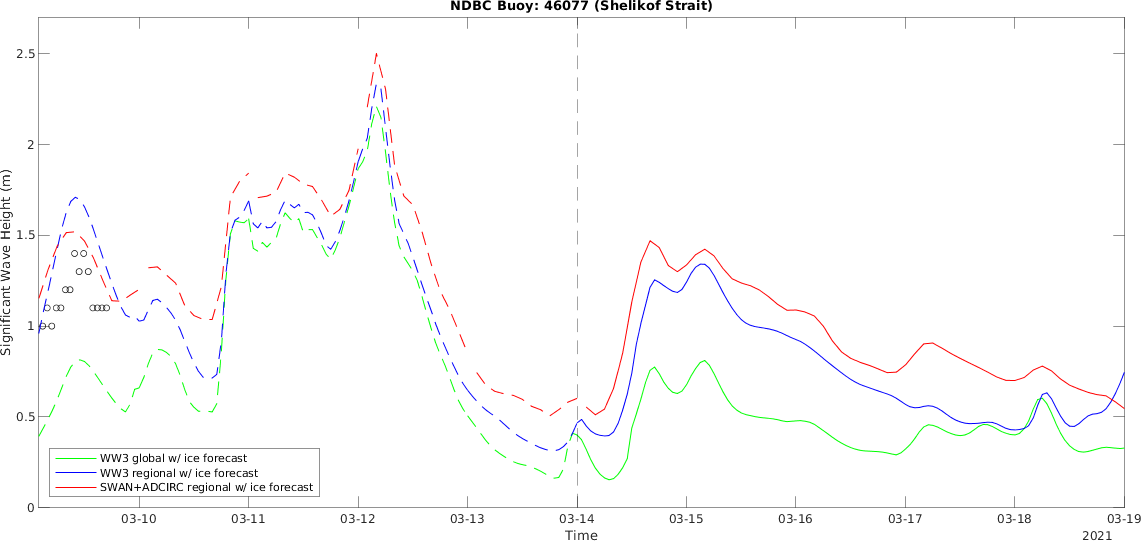 NDBC Buoy: 46077 (Shelikof Strait)
Significant Wave Height (m)
2.5
2
1.5
1
0.5
0
WW3 global w/ ice forecast
WW3 regional w/ ice forecast
SWAN+ADCIRC regional w/ ice forecast
03-10 03-11 03-12 03-13 03-14 03-15 03-16 03-17 03-18 03-19
Time
2021